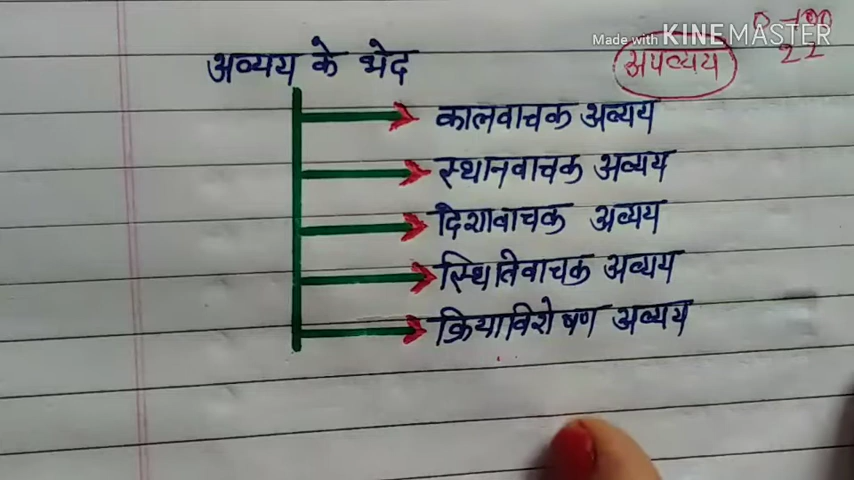 Made with KINEMASTER
22
अव्यय के भेद
अपव्यय
कालवाचक अव्यय
स्थानवाचक अव्यय
दिशावाचक अव्यय
स्थितिवाचक अव्यय
क्रियाविशेषण अव्यय